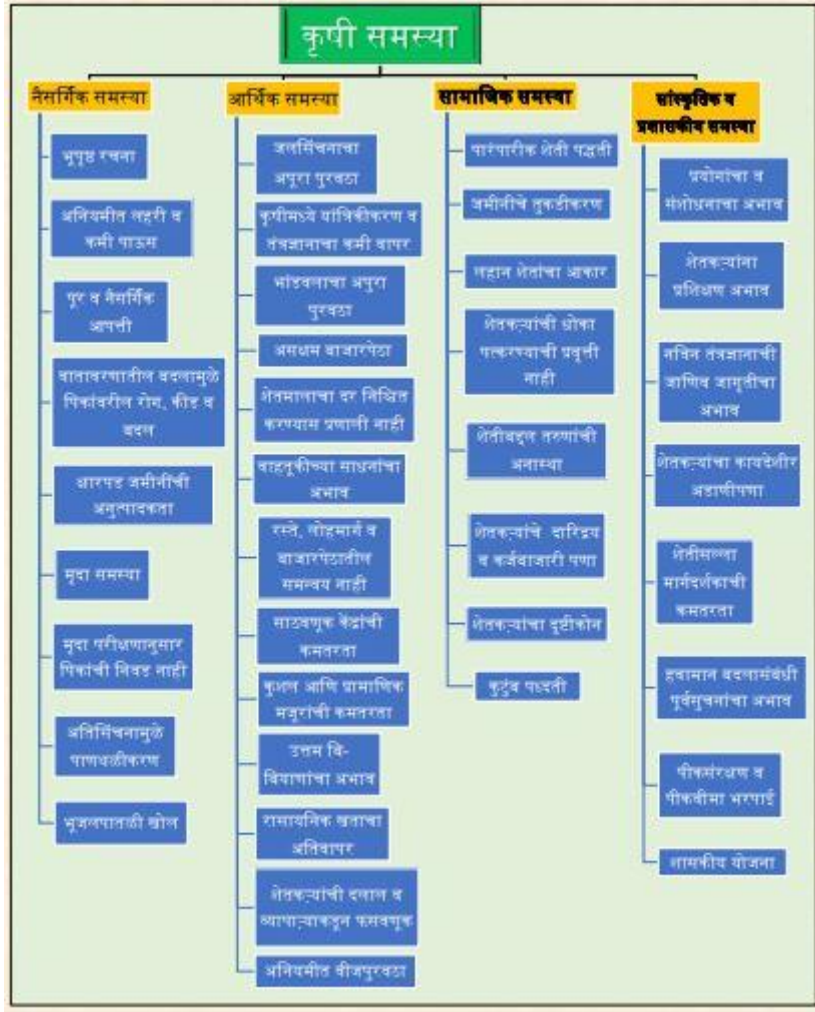 कृषी समस्या
नैसर्गिक समस्या
भूपृष्ठ रचना
अनियमीत लहरी व
कमी पाऊस
पूर व नैसर्गिक
आपत्ती
वातावरणातील बदलामुळे
पिकांवरील रोग, कीड व
बदल
क्षारपड जमीनींची
अनुत्पादकता
मृदा समस्या
मृदा परीक्षणानुसार
पिकांची निवड नाही
अतिसिंचनामुळे
पाणथळीकरण
भूजलपातळी खोल
आर्थिक समस्या
जलसिंचनाचा
अपूरा पुरवठा
कृषीमध्ये यांत्रिकीकरण व
तंत्रज्ञानाचा कमी वापर
भांडवलाचा अपुरा
पुरवठा
असक्षम बाजारपेठा
शेतमालाचा दर निश्चित
करण्यास प्रणाली नाही
वाहतूकीच्या साधनांचा
अभाव
रस्ते, लोहमार्ग व
बाजारपेठातील
समन्वय नाही
साठवणूक केंद्रांची
कमतरता
कुशल आणि प्रामाणिक
मजूरांची कमतरता
उत्तम बि-
बियाणांचा अभाव
रासायनिक खताचा
अतिवापर
शेतकऱ्यांची दलाल व
व्यापाऱ्याकडून फसवणूक
अनियमीत वीजपुरवठा
सामाजिक समस्या
पारंपारीक शेती पद्धती
जमीनीचे तुकडीकरण
लहान शेतांचा आकार
शेतकऱ्यांची धोका
पत्करण्याची प्रवृत्ती
नाही
शेतीबद्दल तरुणांची
अनास्था
शेतकऱ्यांचे दारिद्रय
व कर्जबाजारी पणा
शेतकऱ्यांचा दृष्टीकोन
कुटुंब पध्दती
सांस्कृतिक व
प्रशासकीय समस्या
प्रयोगांचा व
संशोधनाचा अभाव
शेतकऱ्यांना
प्रशिक्षण अभाव
नविन तंत्रज्ञानाची
जाणिव जागृतीचा
अभाव
शेतकऱ्यांचा कायदेशीर
अडाणीपणा
शेतीसल्ला
मार्गदर्शकाची
कमतरता
हवामान बदलासंबंधी
पूर्वसुचनांचा अभाव
पीकसंरक्षण व
पीकवीमा भरपाई
शासकीय योजना